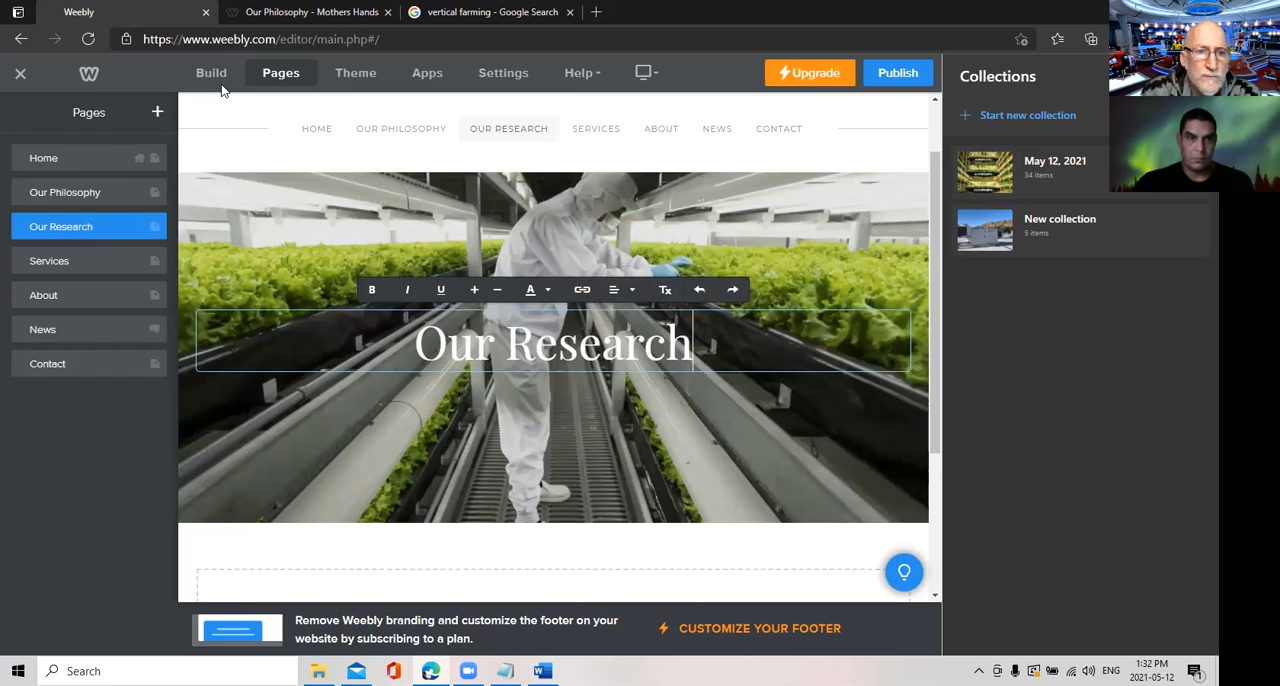 Weebly
Our Philosophy - Mothers Hands
vertical farming - Google Search
https://www.weebly.com/editor/main.php#/
Build
Pages
Theme
Apps
Settings
Help
Upgrade
Publish
Collections
Start new collection
May 12, 2021
34 items
New collection
5 items
Pages
Home
Our Philosophy
Our Research
Services
About
News
Contact
HOME
OUR PHILOSOPHY
OUR RESEARCH
SERVICES
ABOUT
NEWS
CONTACT
B I U A Tx
Our Research
Remove Weebly branding and customize the footer on your
website by subscribing to a plan.
CUSTOMIZE YOUR FOOTER
Search
ENG
1:32 PM
2021-05-12
1